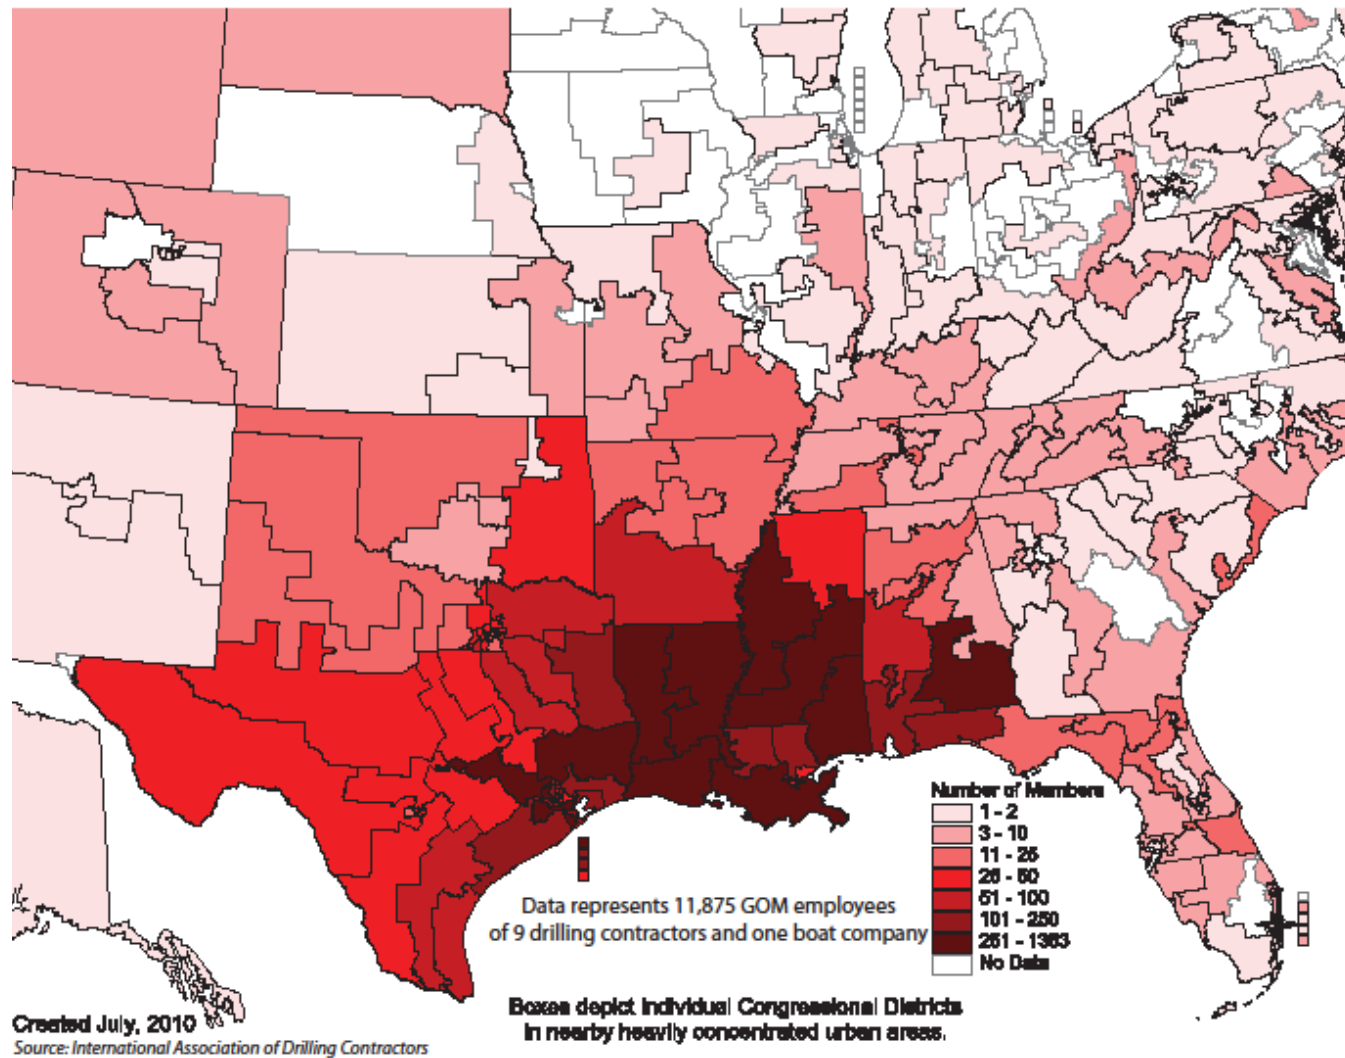 Number of Members
1 - 2
3 - 10
11 - 25
26 - 50
51 - 100
101 - 250
251 - 1363
No Data
Data represents 11,875 GOM employees
of 9 drilling contractors and one boat company
Boxes depict Individual Congressional Districts
in nearby heavily concentrated urban areas.
Created July, 2010
Source: International Association of Drilling Contractors